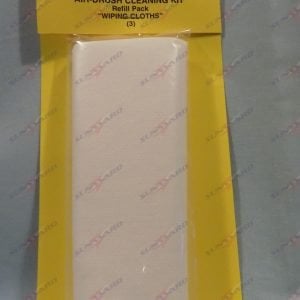 AIR-BRUSH CLEANING KIT
Refill Pack
"WIPING CLOTHS"
(3)